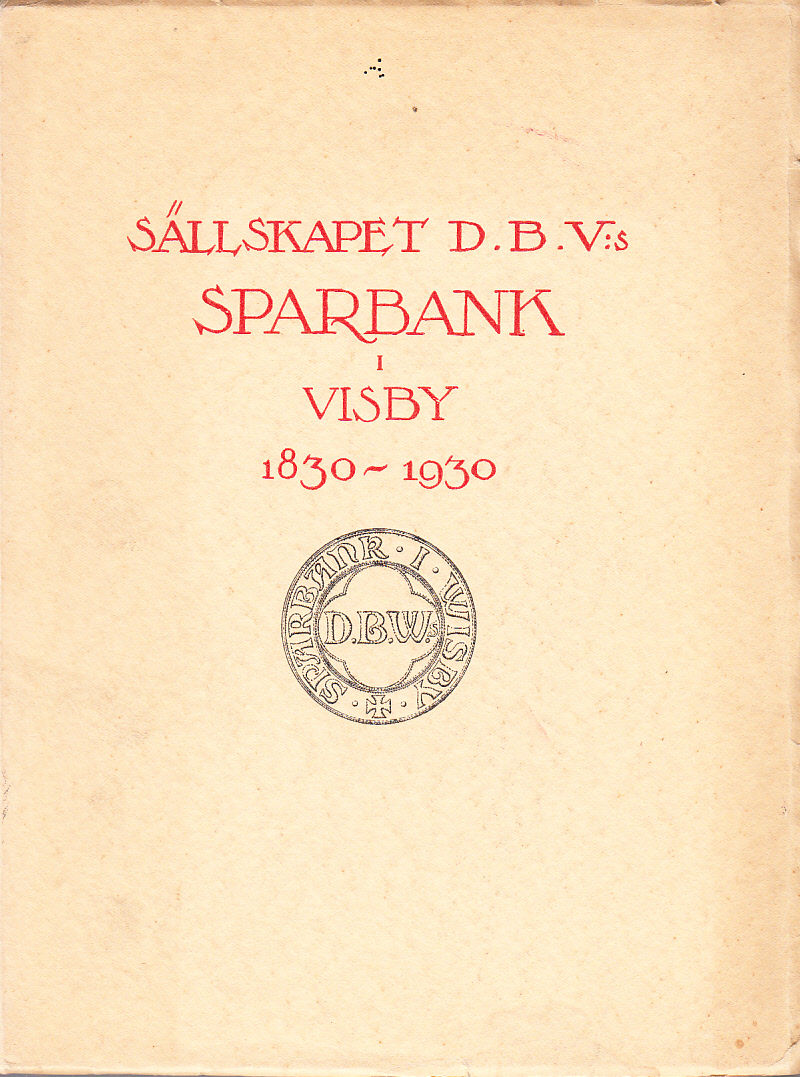 SÄLLSKAPET D.B.V:s
SPARBANK
I
VISBY
1830~1930
SPARBANK · I · WISBY ·
D.B.W:s